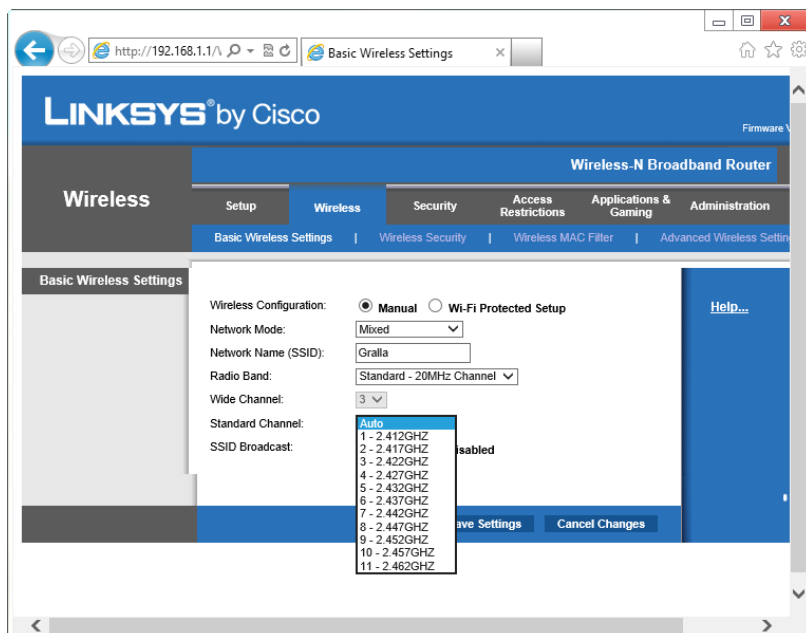 http://192.168.1.1/\
Basic Wireless Settings
LINKSYS® by Cisco
Firmware V
Wireless-N Broadband Router
Wireless
Setup
Wireless
Security
Access Restrictions
Applications & Gaming
Administration
Basic Wireless Settings | Wireless Security | Wireless MAC Filter | Advanced Wireless Settin
Basic Wireless Settings
Wireless Configuration: Manual Wi-Fi Protected Setup
Help...
Network Mode: Mixed
Network Name (SSID): Gralla
Radio Band: Standard - 20MHz Channel
Wide Channel: 3
Standard Channel: Auto
1 - 2.412GHZ
SSID Broadcast: isabled
2 - 2.417GHZ
3 - 2.422GHZ
4 - 2.427GHZ
5 - 2.432GHZ
6 - 2.437GHZ
7 - 2.442GHZ
8 - 2.447GHZ
9 - 2.452GHZ
10 - 2.457GHZ
11 - 2.462GHZ
ave Settings
Cancel Changes